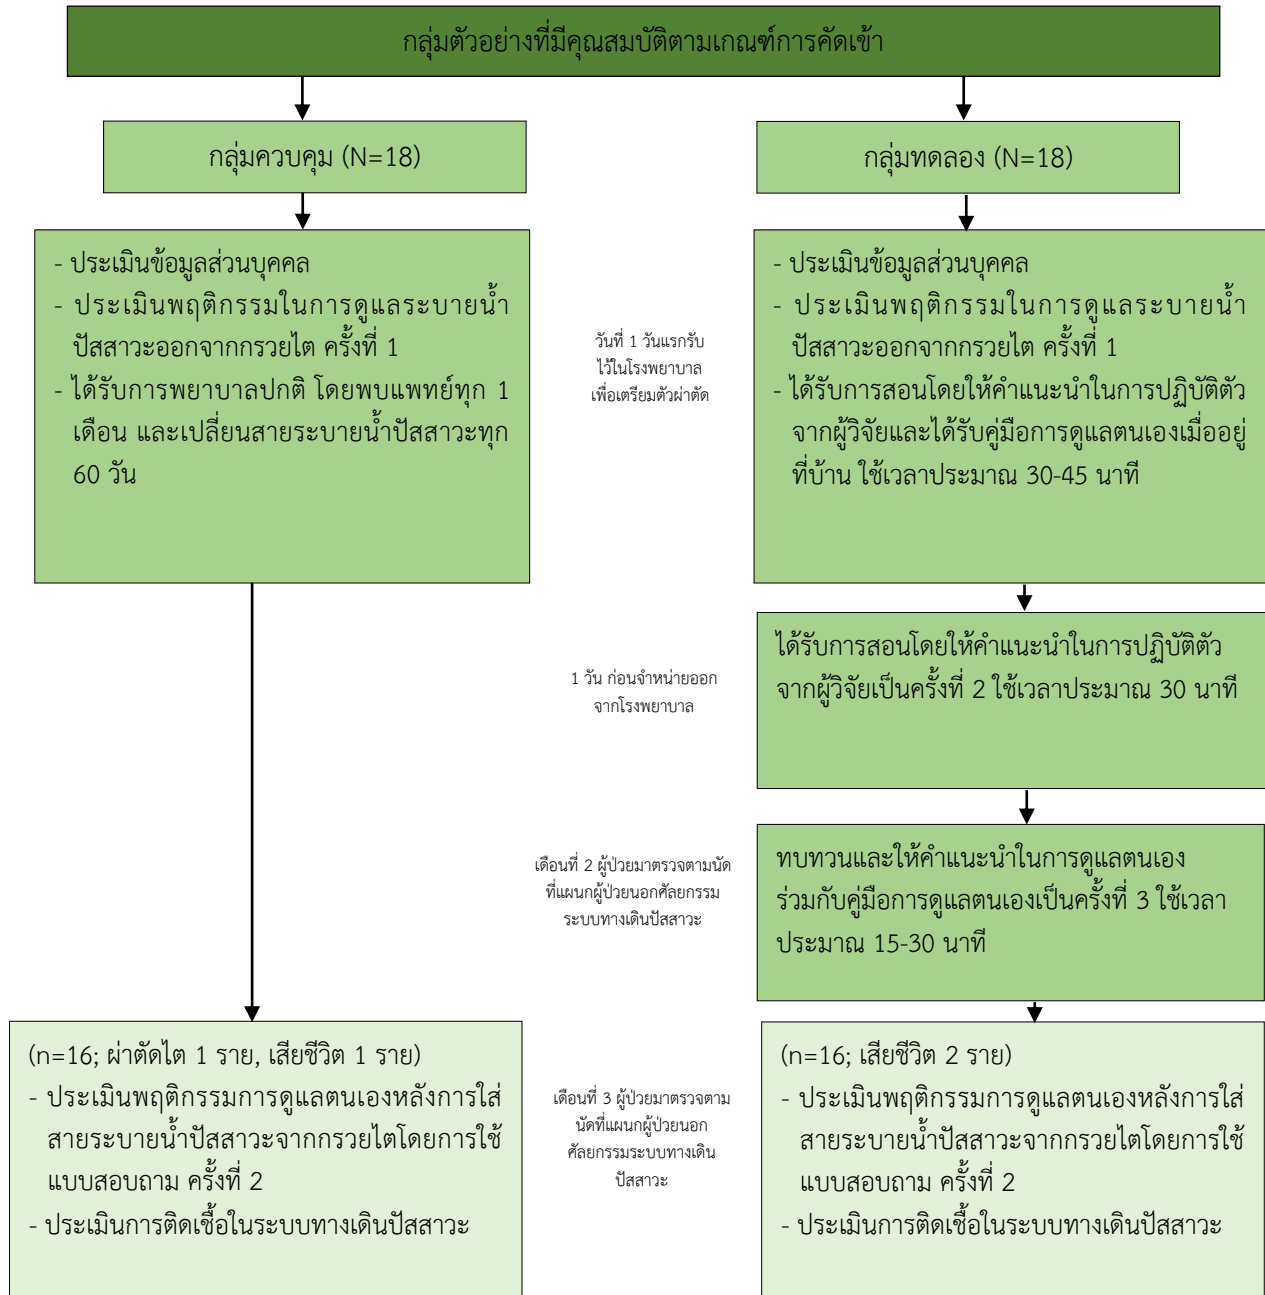 กลุ่มตัวอย่างที่มีคุณสมบัติตามเกณฑ์การคัดเข้า
กลุ่มควบคุม (N=18)
กลุ่มทดลอง (N=18)
- ประเมินข้อมูลส่วนบุคคล
- ประเมินพฤติกรรมในการดูแลระบายน้ำ
ปัสสาวะออกจากกรวยไต ครั้งที่ 1
- ได้รับการพยาบาลปกติ โดยพบแพทย์ทุก 1
เดือน และเปลี่ยนสายระบายน้ำปัสสาวะทุก
60 วัน
วันที่ 1 วันแรกรับ
ไว้ในโรงพยาบาล
เพื่อเตรียมตัวผ่าตัด
- ประเมินข้อมูลส่วนบุคคล
- ประเมินพฤติกรรมในการดูแลระบายน้ำ
ปัสสาวะออกจากกรวยไต ครั้งที่ 1
- ได้รับการสอนโดยให้คำแนะนำในการปฏิบัติตัว
จากผู้วิจัยและได้รับคู่มือการดูแลตนเองเมื่ออยู่
ที่บ้าน ใช้เวลาประมาณ 30-45 นาที
1 วัน ก่อนจำหน่ายออก
จากโรงพยาบาล
ได้รับการสอนโดยให้คำแนะนำในการปฏิบัติตัว
จากผู้วิจัยเป็นครั้งที่ 2 ใช้เวลาประมาณ 30 นาที
เดือนที่ 2 ผู้ป่วยมาตรวจตามนัด
ที่แผนกผู้ป่วยนอกศัลยกรรม
ระบบทางเดินปัสสาวะ
ทบทวนและให้คำแนะนำในการดูแลตนเอง
ร่วมกับคู่มือการดูแลตนเองเป็นครั้งที่ 3 ใช้เวลา
ประมาณ 15-30 นาที
(n=16; ผ่าตัดไต 1 ราย, เสียชีวิต 1 ราย)
- ประเมินพฤติกรรมการดูแลตนเองหลังการใส่
สายระบายน้ำปัสสาวะจากกรวยไตโดยการใช้
แบบสอบถาม ครั้งที่ 2
- ประเมินการติดเชื้อในระบบทางเดินปัสสาวะ
เดือนที่ 3 ผู้ป่วยมาตรวจตาม
นัดที่แผนกผู้ป่วยนอก
ศัลยกรรมระบบทางเดิน
ปัสสาวะ
(n=16; เสียชีวิต 2 ราย)
- ประเมินพฤติกรรมการดูแลตนเองหลังการใส่
สายระบายน้ำปัสสาวะจากกรวยไตโดยการใช้
แบบสอบถาม ครั้งที่ 2
- ประเมินการติดเชื้อในระบบทางเดินปัสสาวะ